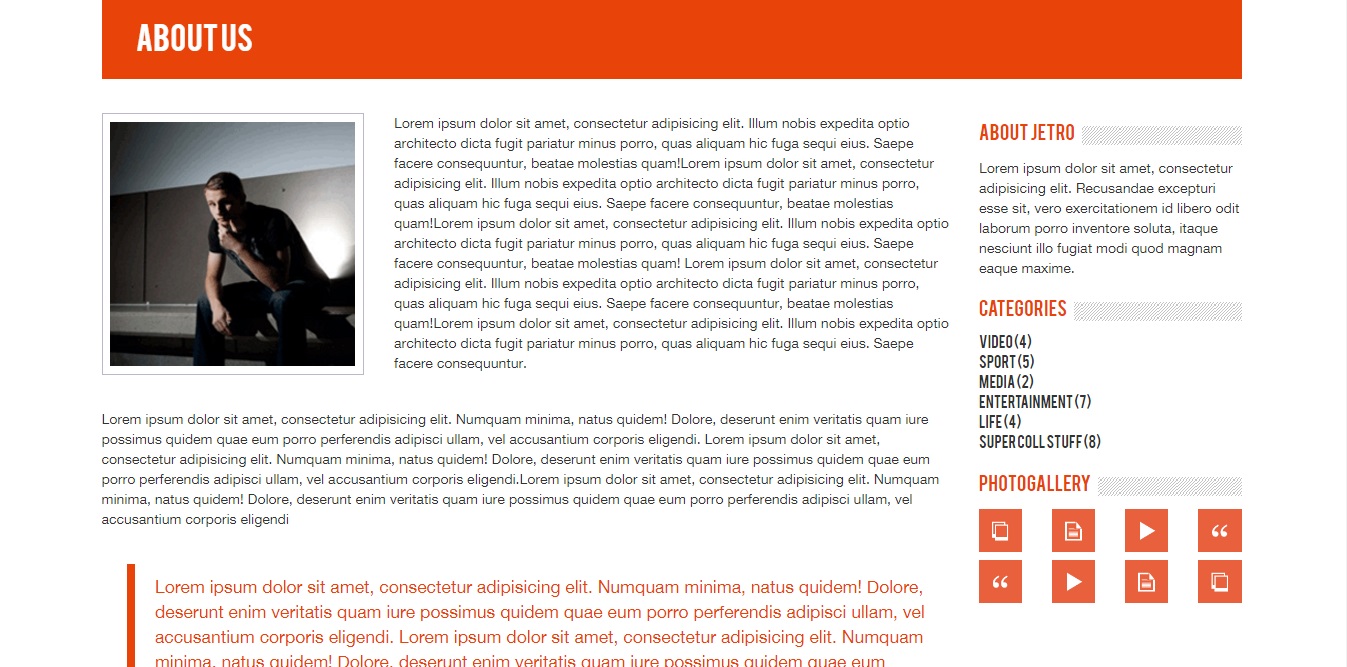 ABOUT US
Lorem ipsum dolor sit amet, consectetur adipisicing elit. Illum nobis expedita optio
architecto dicta fugit pariatur minus porro, quas aliquam hic fuga sequi eius. Saepe
facere consequuntur, beatae molestias quam!Lorem ipsum dolor sit amet, consectetur
adipisicing elit. Illum nobis expedita optio architecto dicta fugit pariatur minus porro,
quas aliquam hic fuga sequi eius. Saepe facere consequuntur, beatae molestias
quam!Lorem ipsum dolor sit amet, consectetur adipisicing elit. Illum nobis expedita optio
architecto dicta fugit pariatur minus porro, quas aliquam hic fuga sequi eius. Saepe
facere consequuntur, beatae molestias quam! Lorem ipsum dolor sit amet, consectetur
adipisicing elit. Illum nobis expedita optio architecto dicta fugit pariatur minus porro,
quas aliquam hic fuga sequi eius. Saepe facere consequuntur, beatae molestias
quam!Lorem ipsum dolor sit amet, consectetur adipisicing elit. Illum nobis expedita optio
architecto dicta fugit pariatur minus porro, quas aliquam hic fuga sequi eius. Saepe
facere consequuntur.
Lorem ipsum dolor sit amet, consectetur adipisicing elit. Numquam minima, natus quidem! Dolore, deserunt enim veritatis quam iure
possimus quidem quae eum porro perferendis adipisci ullam, vel accusantium corporis eligendi. Lorem ipsum dolor sit amet,
consectetur adipisicing elit. Numquam minima, natus quidem! Dolore, deserunt enim veritatis quam iure possimus quidem quae eum
porro perferendis adipisci ullam, vel accusantium corporis eligendi.Lorem ipsum dolor sit amet, consectetur adipisicing elit. Numquam
minima, natus quidem! Dolore, deserunt enim veritatis quam iure possimus quidem quae eum porro perferendis adipisci ullam, vel
accusantium corporis eligendi
Lorem ipsum dolor sit amet, consectetur adipisicing elit. Numquam minima, natus quidem! Dolore,
deserunt enim veritatis quam iure possimus quidem quae eum porro perferendis adipisci ullam, vel
accusantium corporis eligendi. Lorem ipsum dolor sit amet, consectetur adipisicing elit. Numquam
minima, natus quidem! Dolore, deserunt enim veritatis quam iure possimus quidem quae eum
ABOUT JETRO
Lorem ipsum dolor sit amet, consectetur
adipisicing elit. Recusandae excepturi
esse sit, vero exercitationem id libero odit
laborum porro inventore soluta, itaque
nesciunt illo fugiat modi quod magnam
eaque maxime.
CATEGORIES
VIDEO (4)
SPORT (5)
MEDIA (2)
ENTERTAINMENT (7)
LIFE (4)
SUPER COLL STUFF (8)
PHOTOGALLERY